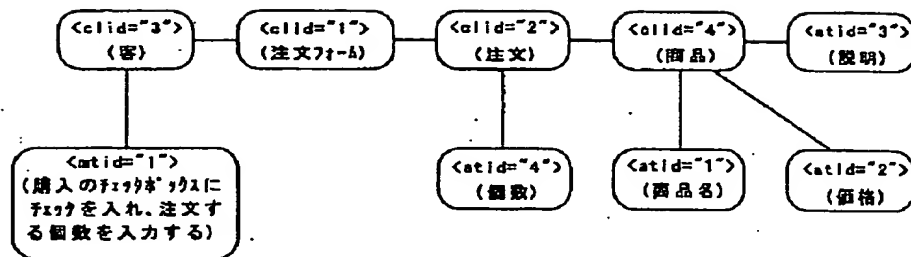 <clid="3">
(客)
<clid="1">
(注文フォーム)
<clid="2">
(注文)
<clid="4">
(商品)
<atid="3">
(説明)
<mtid="1">
(購入のチェックボックスに
チェックを入れ、注文す
る個数を入力する)
<atid="4">
(個数)
<atid="1">
(商品名)
<atid="2">
(価格)